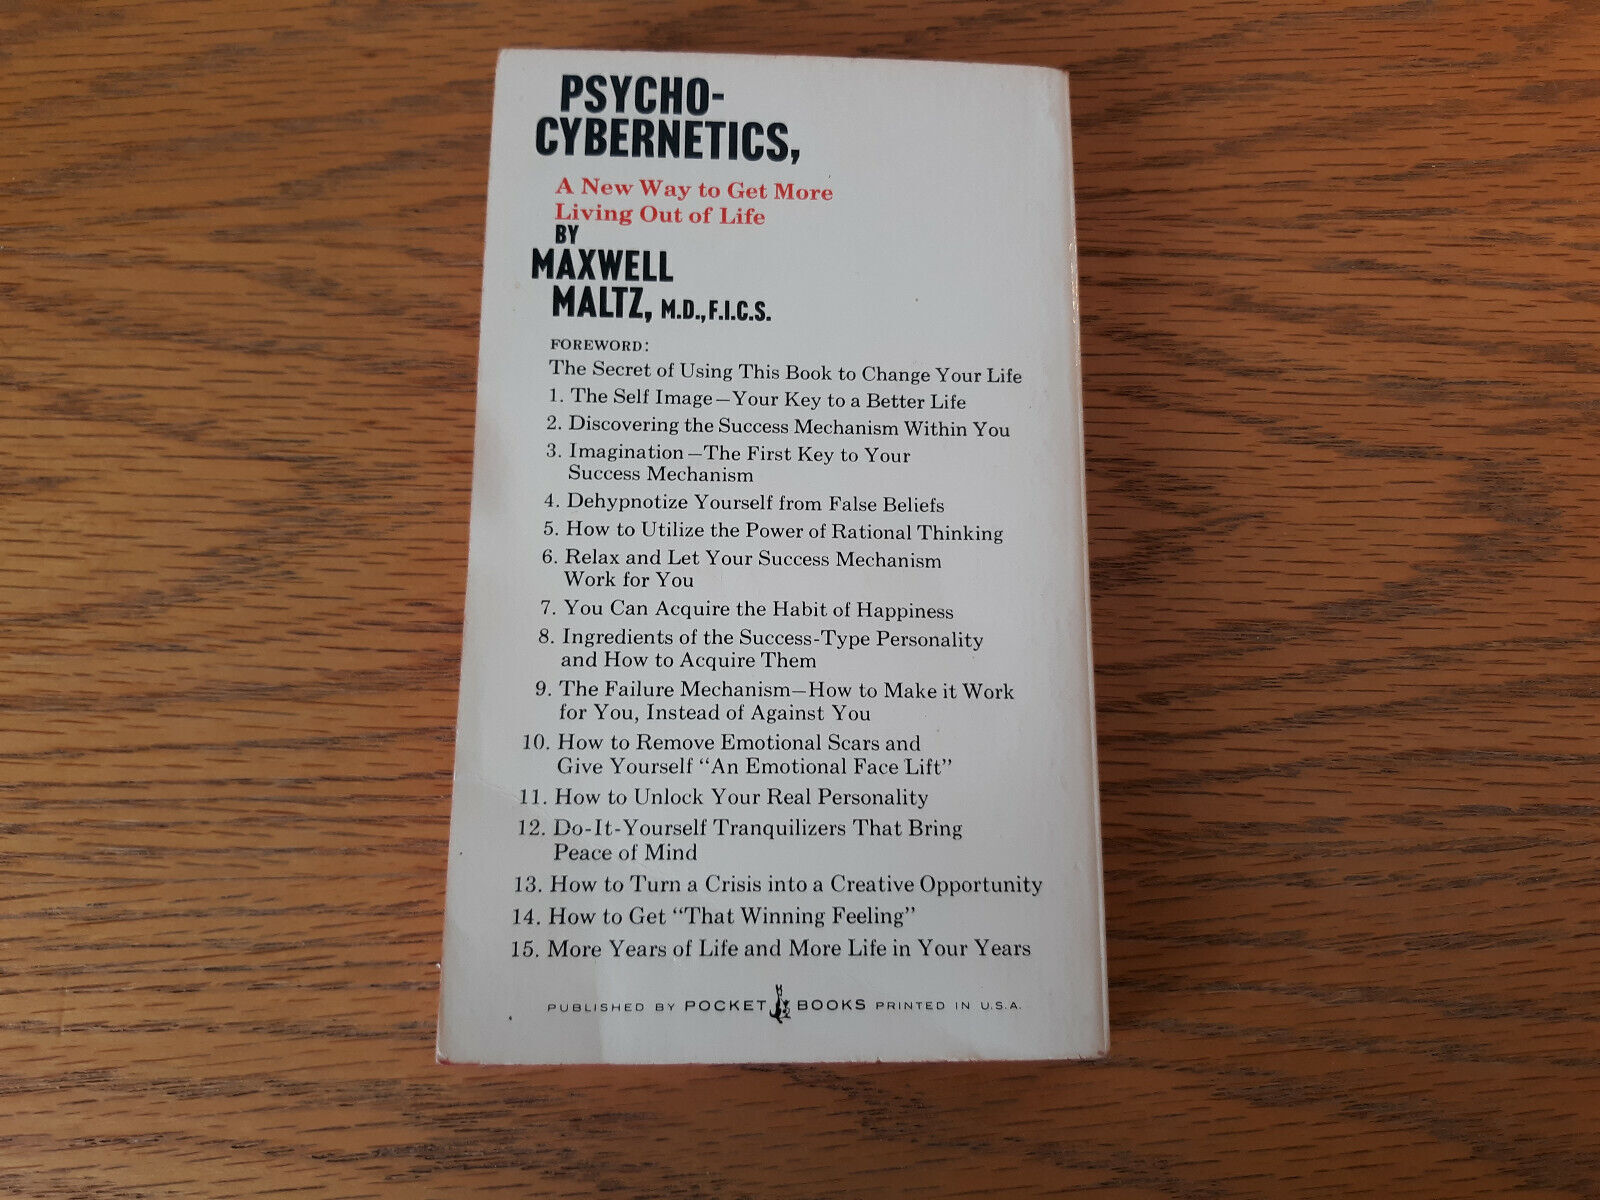 PSYCHO-
CYBERNETICS,
A New Way to Get More
Living Out of Life
BY
MAXWELL
MALTZ, M.D., F.I.C.S.
FOREWORD:
The Secret of Using This Book to Change Your Life
1. The Self Image—Your Key to a Better Life
2. Discovering the Success Mechanism Within You
3. Imagination—The First Key to Your
Success Mechanism
4. Dehypnotize Yourself from False Beliefs
5. How to Utilize the Power of Rational Thinking
6. Relax and Let Your Success Mechanism
Work for You
7. You Can Acquire the Habit of Happiness
8. Ingredients of the Success-Type Personality
and How to Acquire Them
9. The Failure Mechanism—How to Make it Work
for You, Instead of Against You
10. How to Remove Emotional Scars and
Give Yourself "An Emotional Face Lift"
11. How to Unlock Your Real Personality
12. Do-It-Yourself Tranquilizers That Bring
Peace of Mind
13. How to Turn a Crisis into a Creative Opportunity
14. How to Get "That Winning Feeling"
15. More Years of Life and More Life in Your Years
PUBLISHED BY POCKET BOOKS PRINTED IN U.S.A.